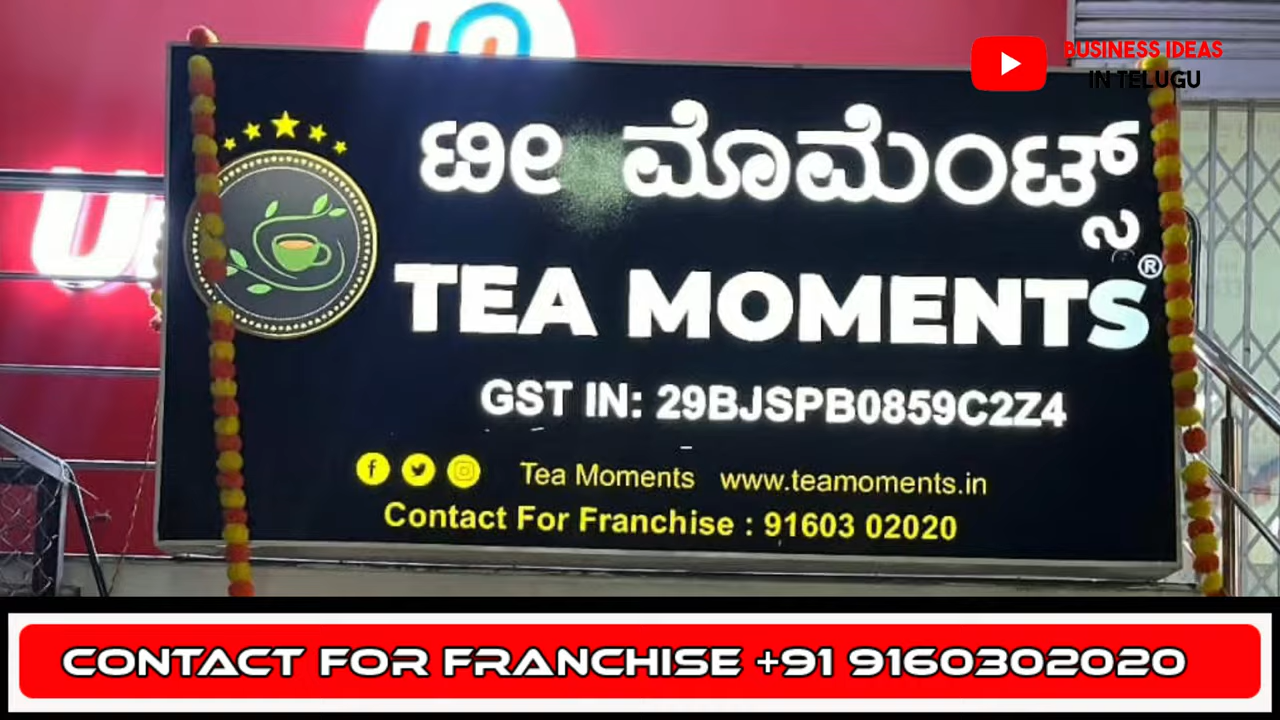 BUSINESS IDEAS
IN TELUGU
ಟೀ ಮೊಮೆಂಟ್ಸ್
TEA MOMENTS®
GST IN: 29BJSPB0859C2Z4
Tea Moments www.teamoments.in
Contact For Franchise : 91603 02020
CONTACT FOR FRANCHISE +91 9160302020